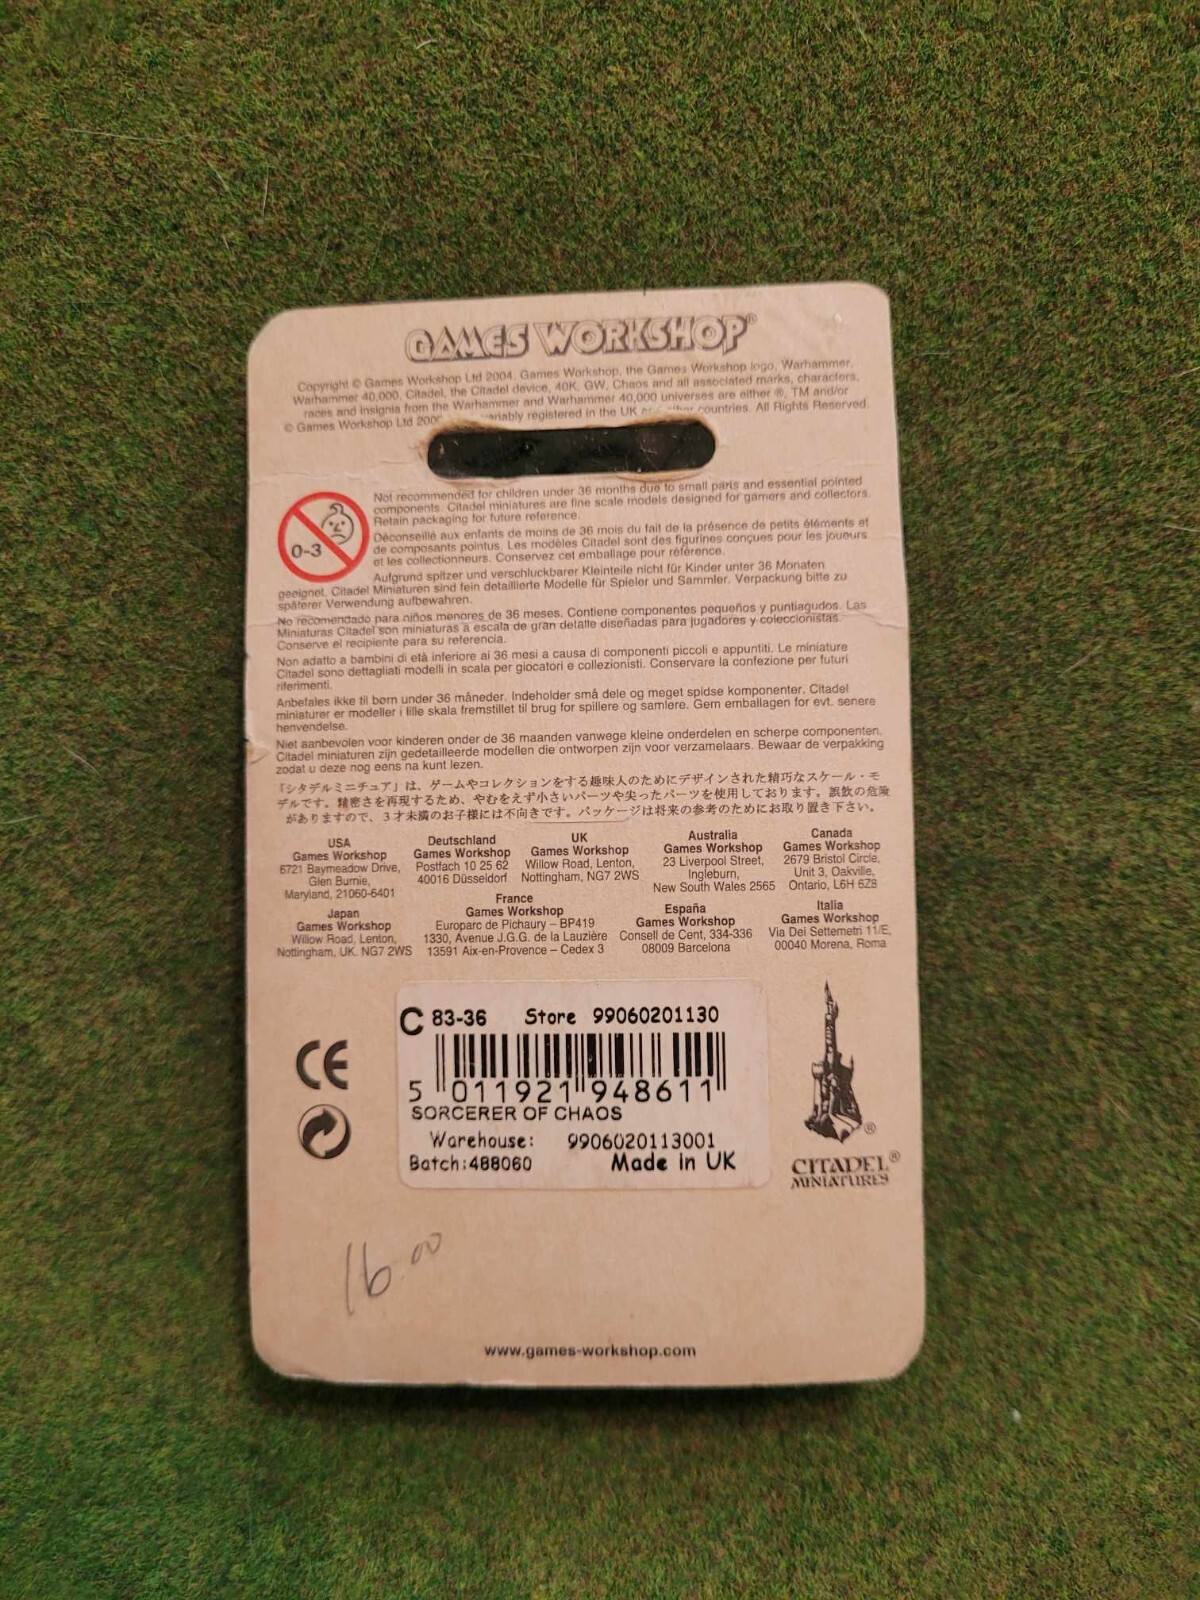 GAMES WORKSHOP®
Copyright © Games Workshop Ltd 2004. Games Workshop, the Games Workshop logo, Warhammer,
Warhammer 40,000, Citadel, the Citadel device, 40K, GW, Chaos and all associated marks, characters,
races and insignia from the Warhammer and Warhammer 40,000 universes are either ®, TM and/or
© Games Workshop Ltd variably registered in the UK countries. All Rights Reserved.
Not recommended for children under 36 months due to small parts and essential pointed
components. Citadel miniatures are fine scale models designed for gamers and collectors.
Retain packaging for future reference.
0-3
Déconseillé aux enfants de moins de 36 mois du fait de la présence de petits éléments et
de composants pointus. Les modèles Citadel sont des figurines conçues pour les joueurs
et les collectionneurs. Conservez cet emballage pour référence.
Aufgrund spitzer und verschluckbarer Kleinteile nicht für Kinder unter 36 Monaten
geeignet. Citadel Miniaturen sind fein detaillierte Modelle für Spieler und Sammler. Verpackung bitte zu
späterer Verwendung aufbewahren.
No recomendado para niños menores de 36 meses. Contiene componentes pequeños y puntiagudos. Las
Miniaturas Citadel son miniaturas a escala de gran detalle diseñadas para jugadores y coleccionistas.
Conserve el recipiente para su referencia.
Non adatto a bambini di età inferiore ai 36 mesi a causa di componenti piccoli e appuntiti. Le miniature
Citadel sono dettagliati modelli in scala per giocatori e collezionisti. Conservare la confezione per futuri
riferimenti.
Anbefales ikke til børn under 36 måneder. Indeholder små dele og meget spidse komponenter. Citadel
miniaturer er modeller i lille skala fremstillet til brug for spillere og samlere. Gem emballagen for evt. senere
henvendelse.
Niet aanbevolen voor kinderen onder de 36 maanden vanwege kleine onderdelen en scherpe componenten.
Citadel miniaturen zijn gedetailleerde modellen die ontworpen zijn voor verzamelaars. Bewaar de verpakking
zodat u deze nog eens na kunt lezen.
「シタデルミニチュア」は、ゲームやコレクションをする趣味人のためにデザインされた精巧なスケール・モ
デルです。精密さを再現するため、やむをえず小さいパーツや尖ったパーツを使用しております。誤飲の危険
がありますので、3才未満のお子様には不向きです。パッケージは将来の参考のためにお取り置き下さい。
USA
Games Workshop
6721 Baymeadow Drive,
Glen Burnie,
Maryland, 21060-6401
Deutschland
Games Workshop
Postfach 10 25 62
40016 Düsseldorf
UK
Games Workshop
Willow Road, Lenton,
Nottingham, NG7 2WS
Australia
Games Workshop
23 Liverpool Street,
Ingleburn,
New South Wales 2565
Canada
Games Workshop
2679 Bristol Circle,
Unit 3, Oakville,
Ontario, L6H 6Z8
Japan
Games Workshop
Willow Road, Lenton,
Nottingham, UK. NG7 2WS
France
Games Workshop
Europarc de Pichaury – BP419
1330, Avenue J.G.G. de la Lauzière
13591 Aix-en-Provence – Cedex 3
España
Games Workshop
Consell de Cent, 334-336
08009 Barcelona
Italia
Games Workshop
Via Dei Settemetri 11/E,
00040 Morena, Roma
C 83-36 Store 99060201130
5 011921 948611
SORCERER OF CHAOS
Warehouse: 9906020113001
Batch:488060 Made in UK
CE
®
CITADEL®
MINIATURES
16.00
www.games-workshop.com